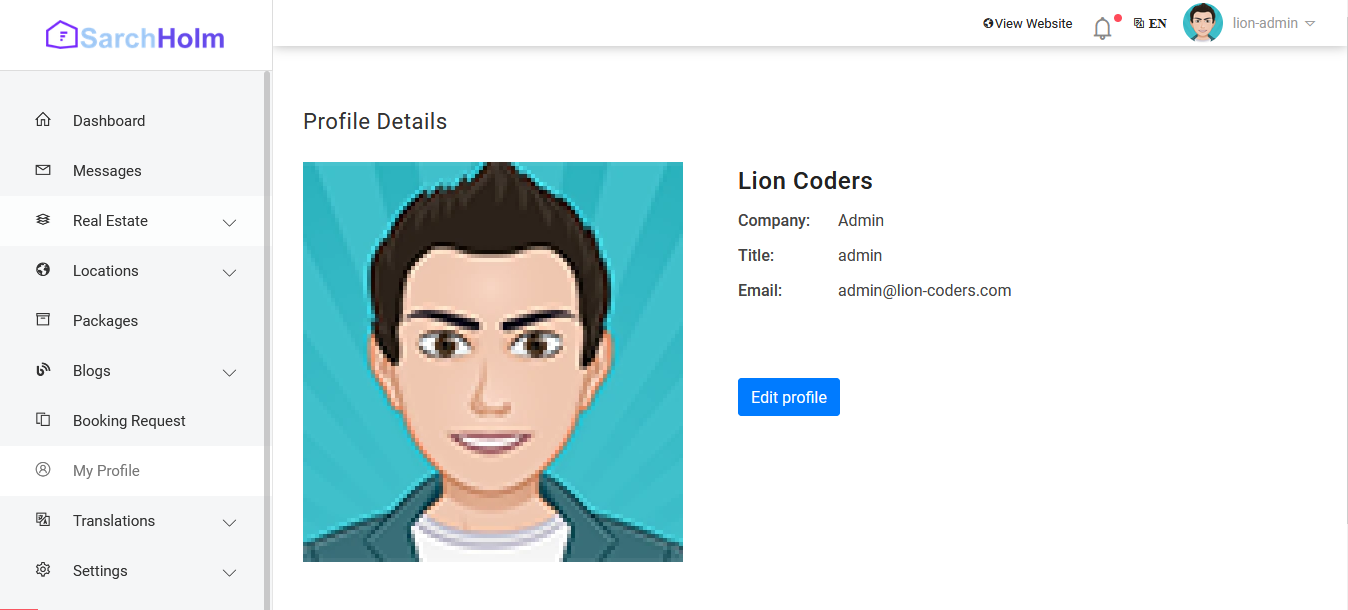 SarchHolm
View Website
EN
lion-admin
Dashboard
Messages
Real Estate
Locations
Packages
Blogs
Booking Request
My Profile
Translations
Settings
Profile Details
Lion Coders
Company: Admin
Title: admin
Email: admin@lion-coders.com
Edit profile